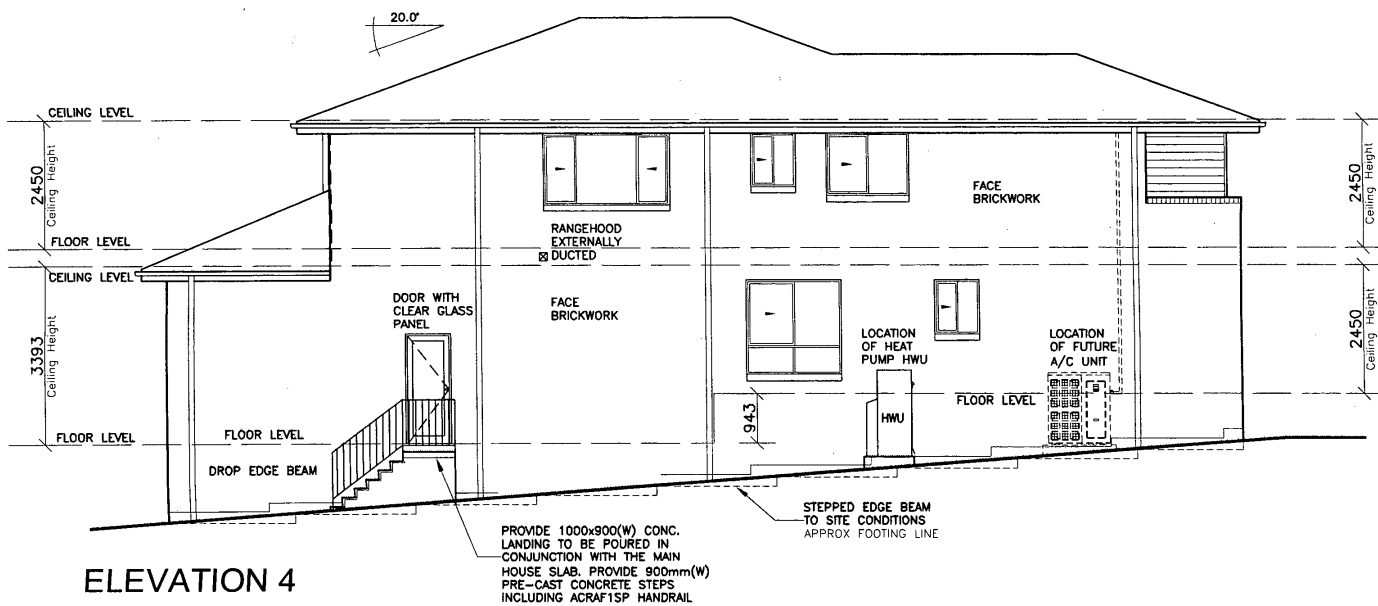 20.0°
CEILING LEVEL
2450
Ceiling Height
FLOOR LEVEL
CEILING LEVEL
3393
Ceiling Height
FLOOR LEVEL
RANGEHOOD
EXTERNALLY
DUCTED
FACE
BRICKWORK
FACE
BRICKWORK
2450
Ceiling Height
2450
Ceiling Height
DOOR WITH
CLEAR GLASS
PANEL
LOCATION
OF HEAT
PUMP HWU
LOCATION
OF FUTURE
A/C UNIT
FLOOR LEVEL
943
HWU
FLOOR LEVEL
DROP EDGE BEAM
STEPPED EDGE BEAM
TO SITE CONDITIONS
APPROX FOOTING LINE
PROVIDE 1000x900(W) CONC.
LANDING TO BE POURED IN
CONJUNCTION WITH THE MAIN
HOUSE SLAB. PROVIDE 900mm(W)
PRE-CAST CONCRETE STEPS
INCLUDING ACRAF1SP HANDRAIL
ELEVATION 4